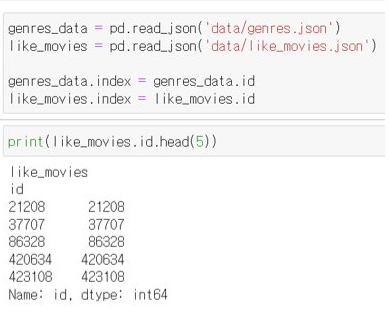 genres_data = pd.read_json('data/genres.json')
like_movies = pd.read_json('data/like_movies.json')
genres_data.index = genres_data.id
like_movies.index = like_movies.id
print(like_movies.id.head(5))
like_movies
id
21208 21208
37707 37707
86328 86328
420634 420634
423108 423108
Name: id, dtype: int64